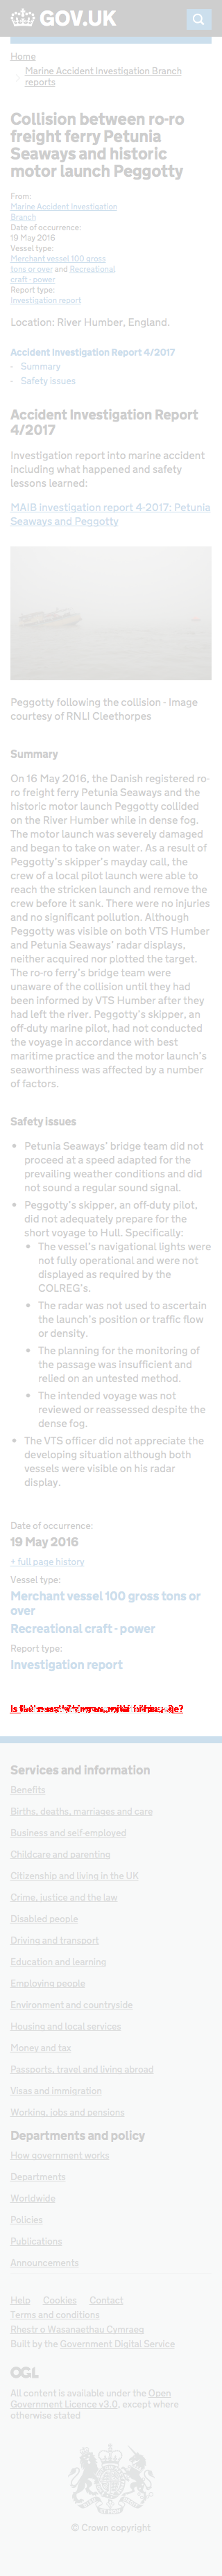 GOV.UK
Home
Marine Accident Investigation Branch
reports
Collision between ro-ro
freight ferry Petunia
Seaways and historic
motor launch Peggotty
From:
Marine Accident Investigation
Branch
Date of occurrence:
19 May 2016
Vessel type:
Merchant vessel 100 gross
tons or over and Recreational
craft - power
Report type:
Investigation report
Location: River Humber, England.
Accident Investigation Report 4/2017
- Summary
- Safety issues
Accident Investigation Report
4/2017
Investigation report into marine accident
including what happened and safety
lessons learned:
MAIB investigation report 4-2017: Petunia
Seaways and Peggotty
Peggotty following the collision - Image
courtesy of RNLI Cleethorpes
Summary
On 16 May 2016, the Danish registered ro-
ro freight ferry Petunia Seaways and the
historic motor launch Peggotty collided
on the River Humber while in dense fog.
The motor launch was severely damaged
and began to take on water. As a result of
Peggotty's skipper's mayday call, the
crew of a local pilot launch were able to
reach the stricken launch and remove the
crew before it sank. There were no injuries
and no significant pollution. Although
Peggotty was visible on both VTS Humber
and Petunia Seaways' radar displays,
neither acquired nor plotted the target.
The ro-ro ferry's bridge team were
unaware of the collision until they had
been informed by VTS Humber after they
had left the river. Peggotty's skipper, an
off-duty marine pilot, had not conducted
the voyage in accordance with best
maritime practice and the motor launch's
seaworthiness was affected by a number
of factors.
Safety issues
• Petunia Seaways' bridge team did not
proceed at a speed adapted for the
prevailing weather conditions and did
not sound a regular sound signal.
• Peggotty's skipper, an off-duty pilot,
did not adequately prepare for the
short voyage to Hull. Specifically:
• The vessel's navigational lights were
not fully operational and were not
displayed as required by the
COLREG's.
• The radar was not used to ascertain
the launch's position or traffic flow
or density.
• The planning for the monitoring of
the passage was insufficient and
relied on an untested method.
• The intended voyage was not
reviewed or reassessed despite the
dense fog.
• The VTS officer did not appreciate the
developing situation although both
vessels were visible on his radar
display.
Date of occurrence:
19 May 2016
+ full page history
Vessel type:
Merchant vessel 100 gross tons or
over
Recreational craft - power
Report type:
Investigation report
Services and information
Benefits
Births, deaths, marriages and care
Business and self-employed
Childcare and parenting
Citizenship and living in the UK
Crime, justice and the law
Disabled people
Driving and transport
Education and learning
Employing people
Environment and countryside
Housing and local services
Money and tax
Passports, travel and living abroad
Visas and immigration
Working, jobs and pensions
Departments and policy
How government works
Departments
Worldwide
Policies
Publications
Announcements
Help Cookies Contact
Terms and conditions
Rhestr o Wasanaethau Cymraeg
Built by the Government Digital Service
OGL
All content is available under the Open
Government Licence v3.0, except where
otherwise stated
© Crown copyright